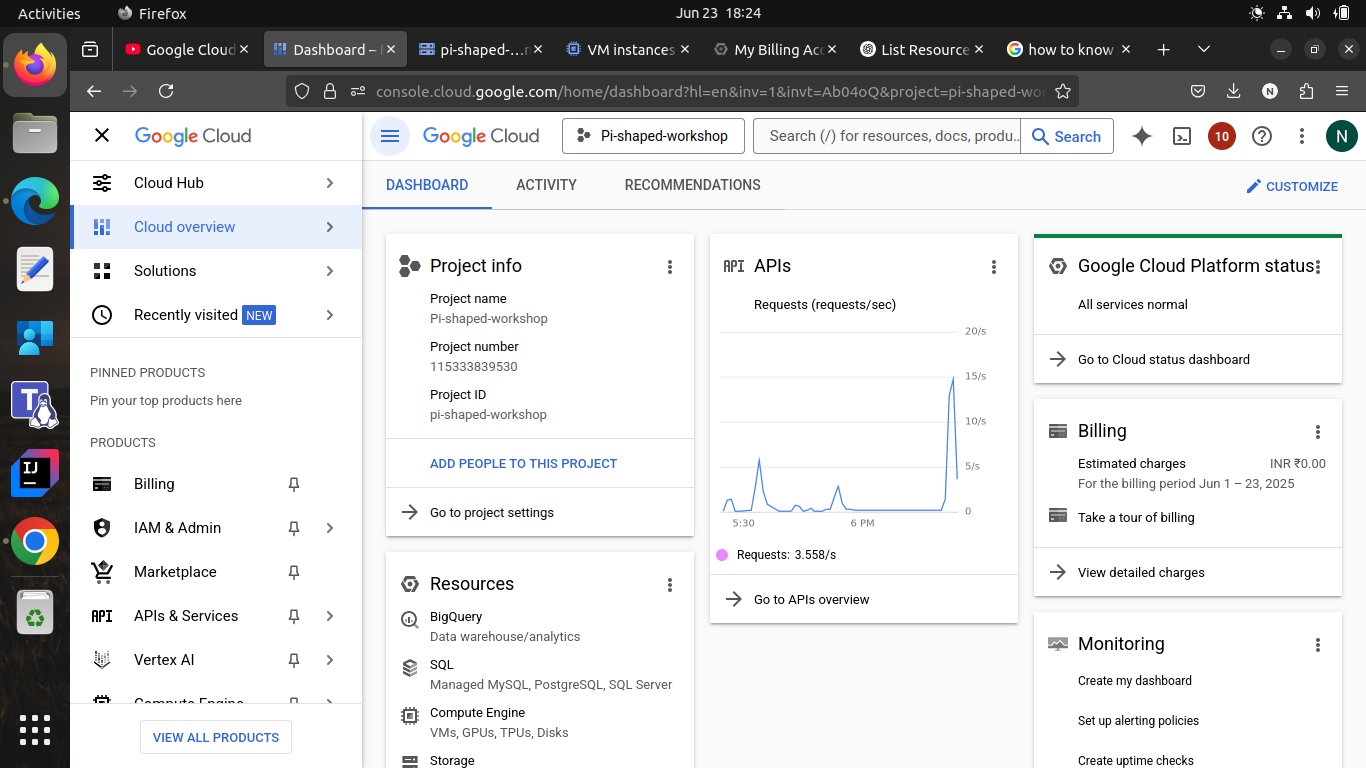 Activities
Firefox
Jun 23 18:24
Google Cloud
Dashboard –
pi-shaped-…
VM instances
My Billing Acc
List Resource
how to know
console.cloud.google.com/home/dashboard?hl=en&inv=1&invt=Ab04oQ&project=pi-shaped-wor
N
Google Cloud
Google Cloud
Pi-shaped-workshop
Search (/) for resources, docs, produ...
Search
10
N
Cloud Hub
Cloud overview
Solutions
Recently visited NEW
PINNED PRODUCTS
Pin your top products here
PRODUCTS
Billing
IAM & Admin
Marketplace
API APIs & Services
Vertex AI
Compute Engine
VIEW ALL PRODUCTS
DASHBOARD
ACTIVITY
RECOMMENDATIONS
CUSTOMIZE
Project info
Project name
Pi-shaped-workshop
Project number
115333839530
Project ID
pi-shaped-workshop
ADD PEOPLE TO THIS PROJECT
Go to project settings
Resources
BigQuery
Data warehouse/analytics
SQL
Managed MySQL, PostgreSQL, SQL Server
Compute Engine
VMs, GPUs, TPUs, Disks
Storage
API APIs
Requests (requests/sec)
20/s
15/s
10/s
5/s
0
5:30
6 PM
Requests: 3.558/s
Go to APIs overview
Google Cloud Platform status
All services normal
Go to Cloud status dashboard
Billing
Estimated charges
INR ₹0.00
For the billing period Jun 1 – 23, 2025
Take a tour of billing
View detailed charges
Monitoring
Create my dashboard
Set up alerting policies
Create uptime checks
T
IJ